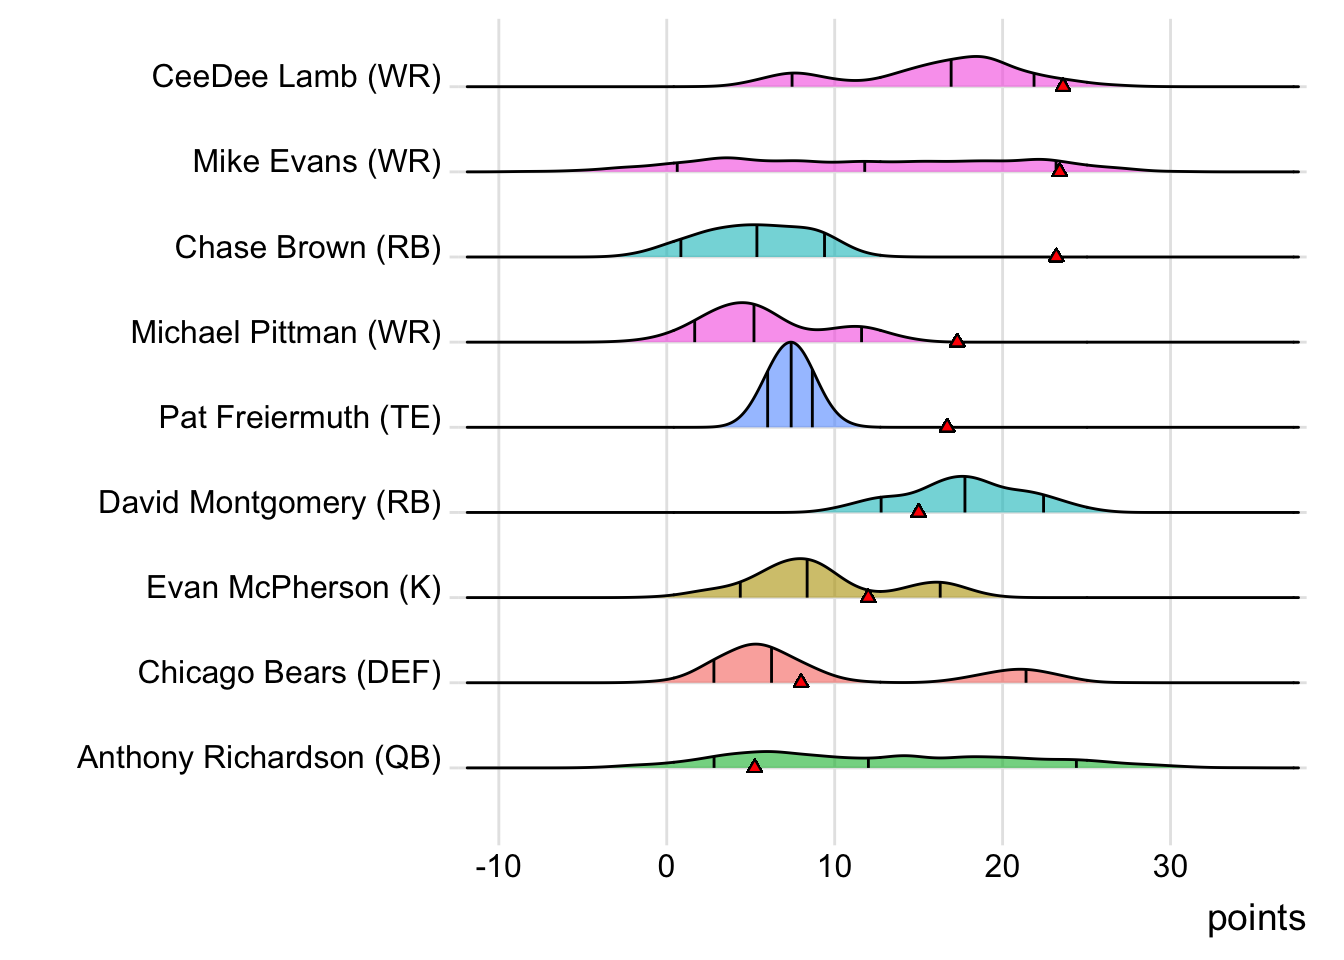 CeeDee Lamb (WR)
Mike Evans (WR)
Chase Brown (RB)
Michael Pittman (WR)
Pat Freiermuth (TE)
David Montgomery (RB)
Evan McPherson (K)
Chicago Bears (DEF)
Anthony Richardson (QB)
-10 0 10 20 30
points